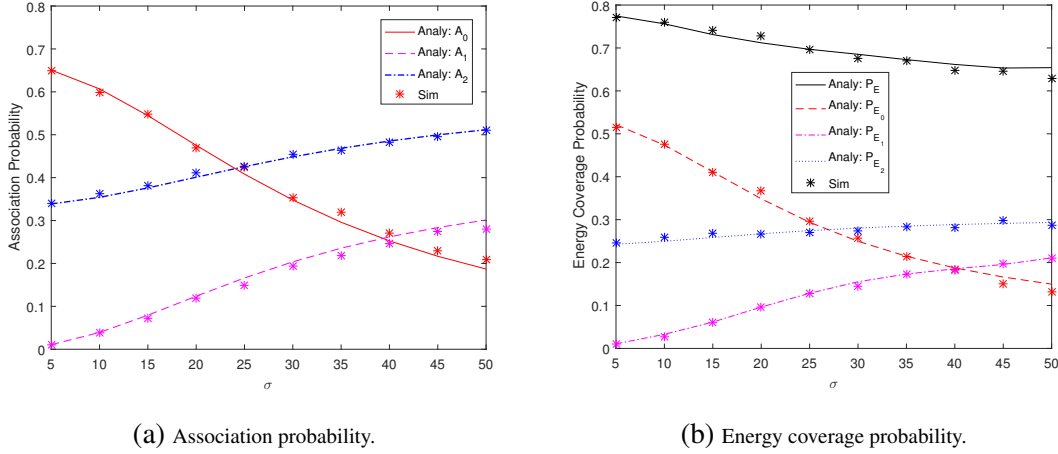 0.8
0.7
0.6
0.5
0.4
0.3
0.2
0.1
0
Association Probability
Analy: A0
Analy: A1
Analy: A2
Sim
5 10 15 20 25 30 35 40 45 50
σ
(a) Association probability.
0.8
0.7
0.6
0.5
0.4
0.3
0.2
0.1
0
Energy Coverage Probability
Analy: PE
Analy: PE0
Analy: PE1
Analy: PE2
Sim
5 10 15 20 25 30 35 40 45 50
σ
(b) Energy coverage probability.